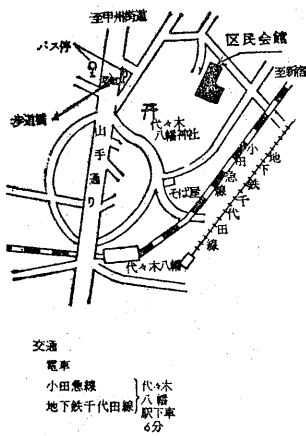 至甲州街道
バス停
区民会館
至新宿
歩道橋
代々木
八幡神社
山手通り
そば屋
小田急線
地下鉄千代田線
代々木八幡
交通
電車
小田急線
地下鉄千代田線
代々木
八幡
駅下車
6分